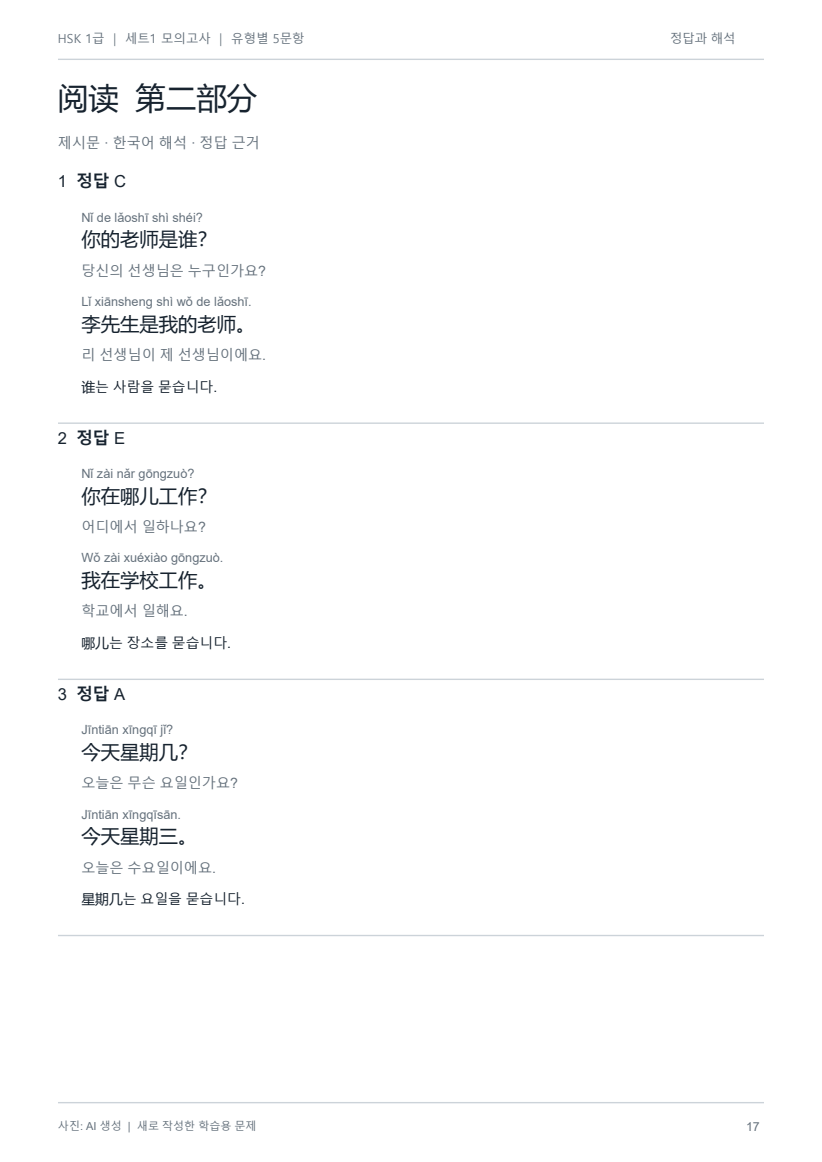 HSK 1급 | 세트1 모의고사 | 유형별 5문항
정답과 해석
阅读 第二部分
제시문 · 한국어 해석 · 정답 근거
1 정답 C
Nǐ de lǎoshī shì shéi?
你的老师是谁?
당신의 선생님은 누구인가요?
Lǐ xiānsheng shì wǒ de lǎoshī.
李先生是我的老师。
리 선생님이 제 선생님이에요.
谁는 사람을 묻습니다.
2 정답 E
Nǐ zài nǎr gōngzuò?
你在哪儿工作?
어디에서 일하나요?
Wǒ zài xuéxiào gōngzuò.
我在学校工作。
학교에서 일해요.
哪儿는 장소를 묻습니다.
3 정답 A
Jīntiān xīngqī jǐ?
今天星期几?
오늘은 무슨 요일인가요?
Jīntiān xīngqīsān.
今天星期三。
오늘은 수요일이에요.
星期几는 요일을 묻습니다.
사진: AI 생성 | 새로 작성한 학습용 문제
17